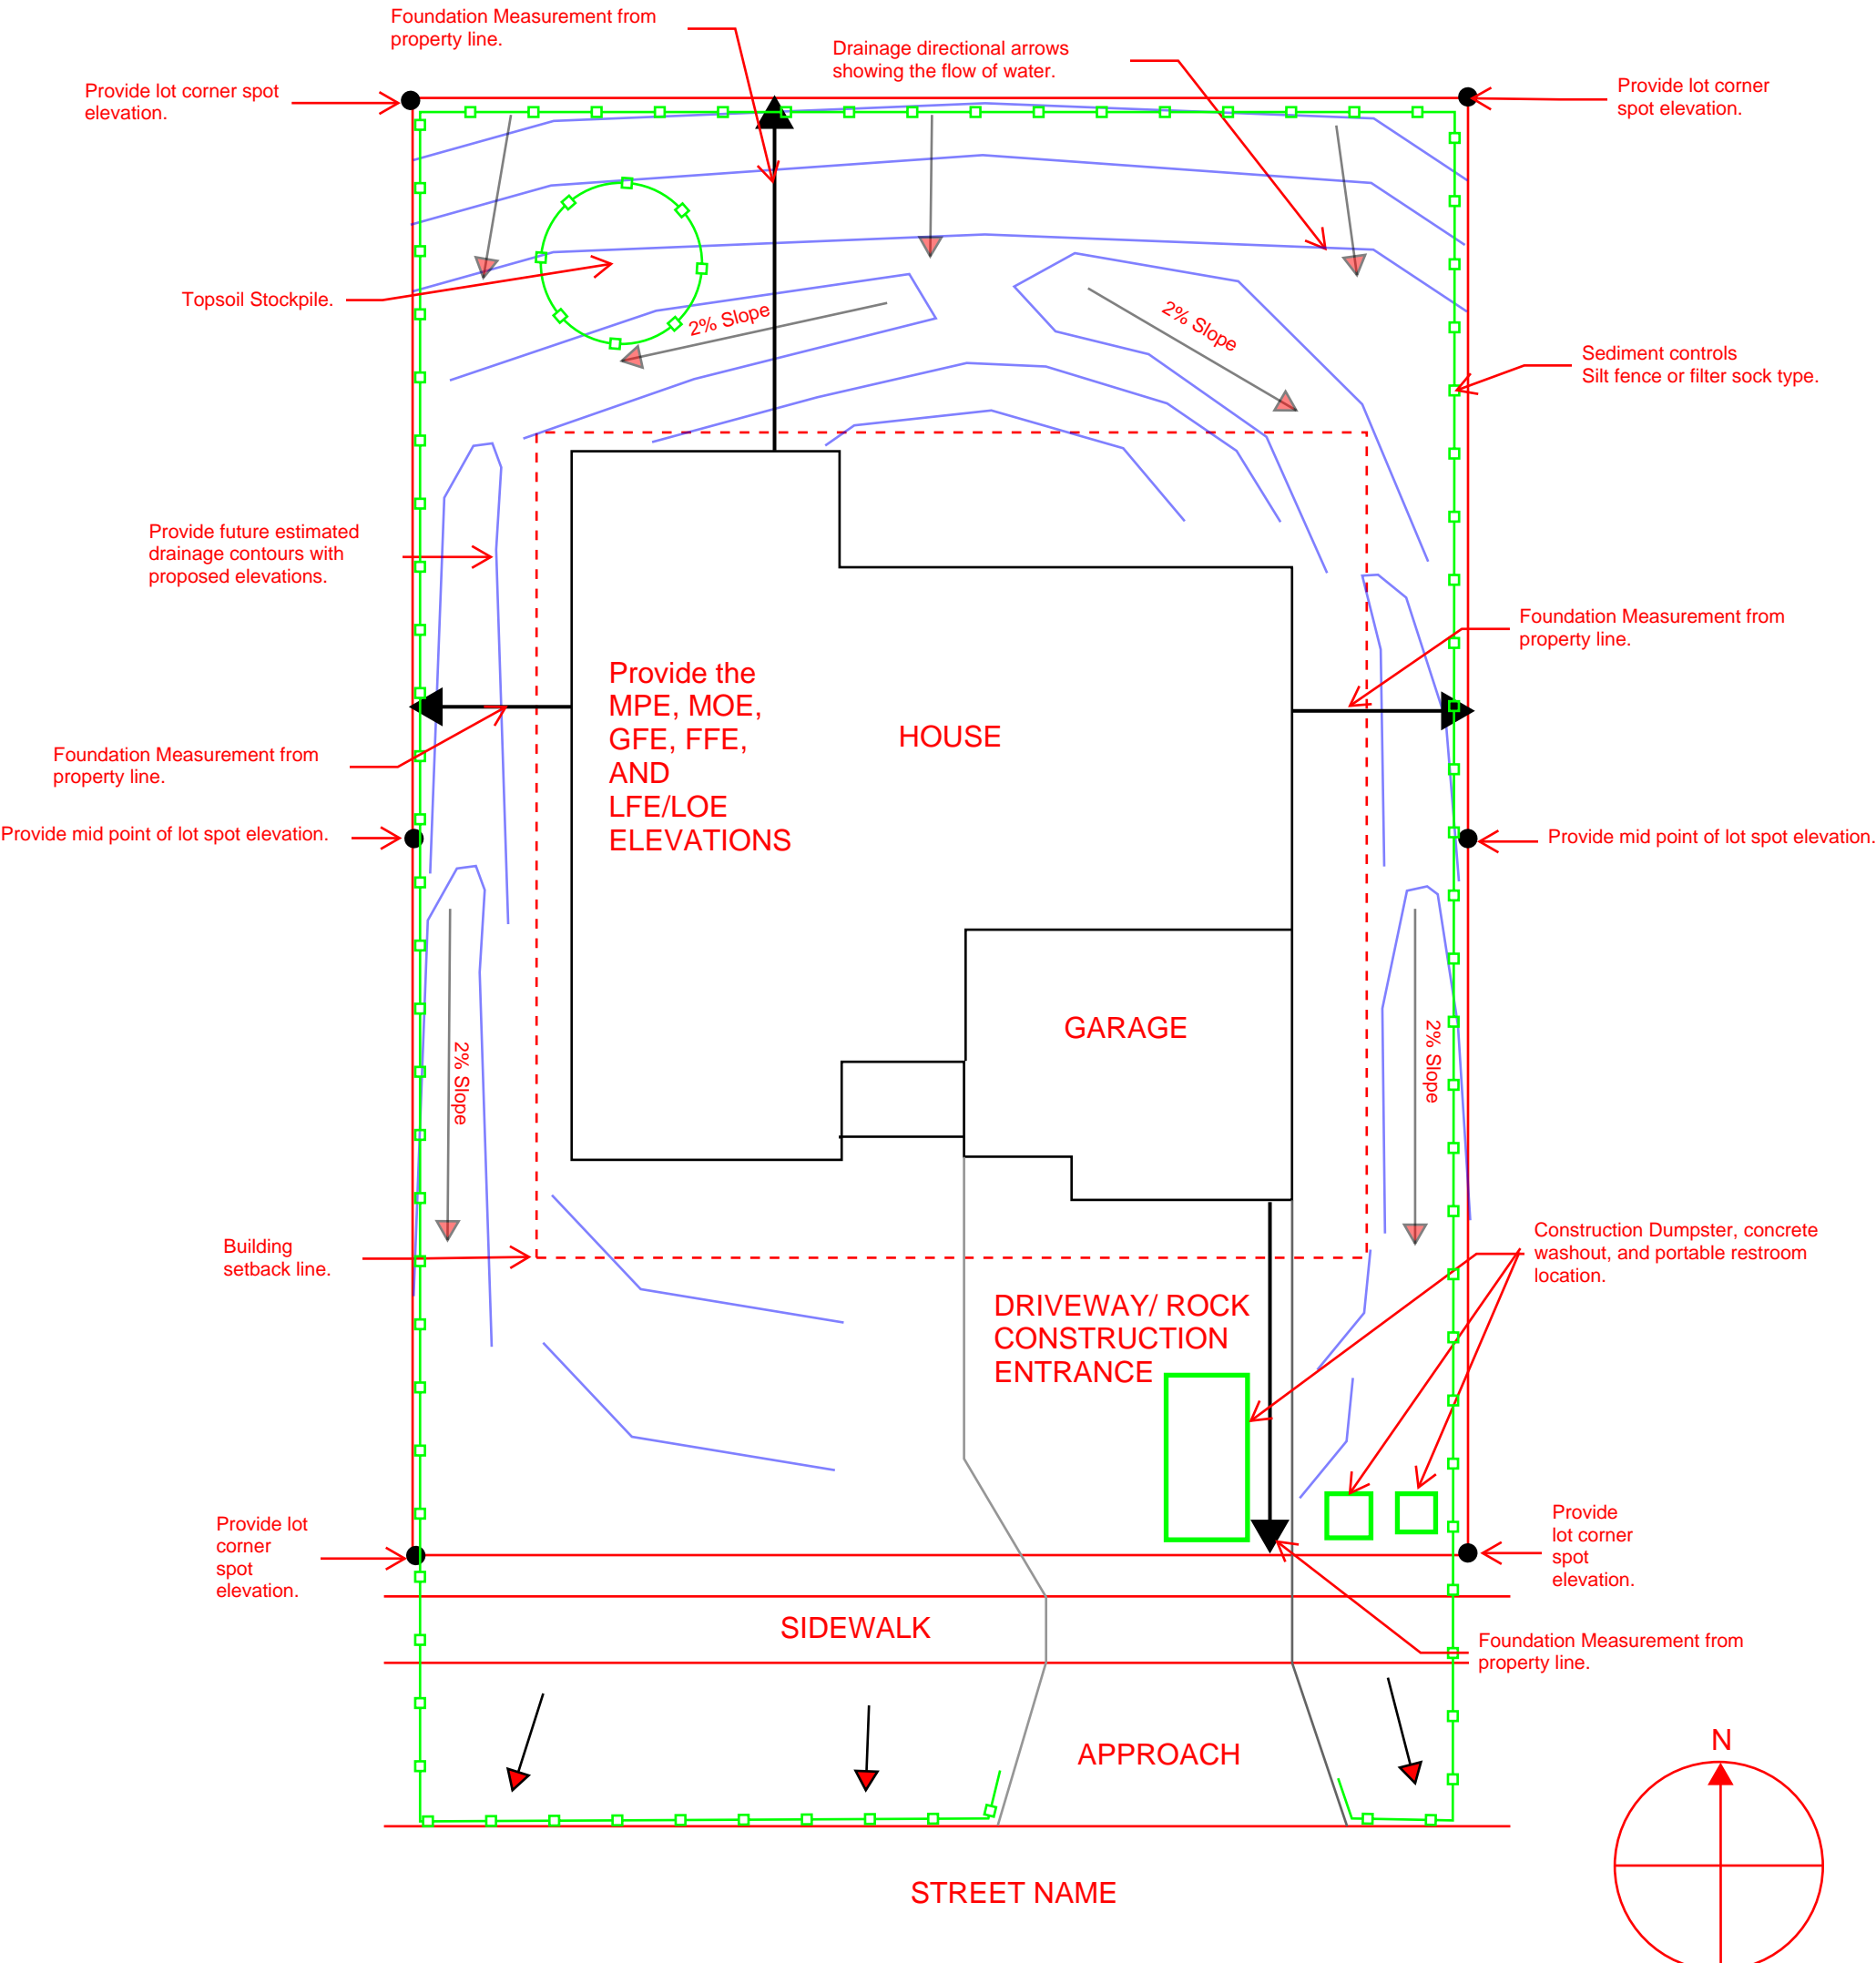 Foundation Measurement from
property line.
Drainage directional arrows
showing the flow of water.
Provide lot corner spot
elevation.
Provide lot corner
spot elevation.
Topsoil Stockpile.
2% Slope
2% Slope
Sediment controls
Silt fence or filter sock type.
Provide future estimated
drainage contours with
proposed elevations.
Foundation Measurement from
property line.
Provide the
MPE, MOE,
GFE, FFE,
AND
LFE/LOE
ELEVATIONS
HOUSE
Foundation Measurement from
property line.
Provide mid point of lot spot elevation.
Provide mid point of lot spot elevation.
GARAGE
2% Slope
2% Slope
Building
setback line.
Construction Dumpster, concrete
washout, and portable restroom
location.
DRIVEWAY/ ROCK
CONSTRUCTION
ENTRANCE
Provide lot
corner
spot
elevation.
Provide
lot corner
spot
elevation.
SIDEWALK
Foundation Measurement from
property line.
APPROACH
N
STREET NAME